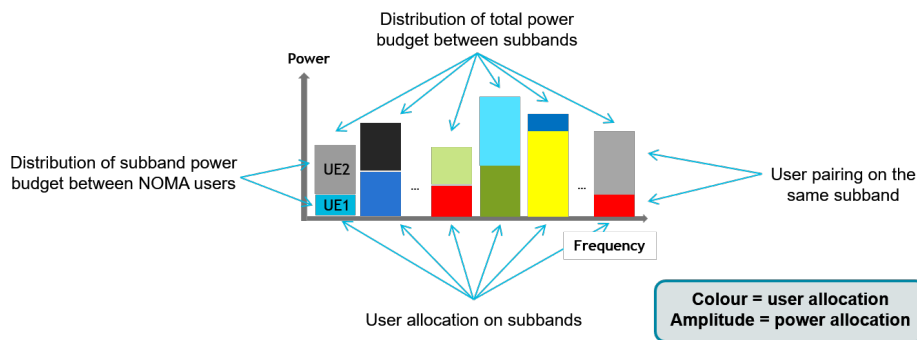 Distribution of total power
budget between subbands
Power
Distribution of subband power
budget between NOMA users
UE2
UE1
...
...
User pairing on the
same subband
Frequency
User allocation on subbands
Colour = user allocation
Amplitude = power allocation